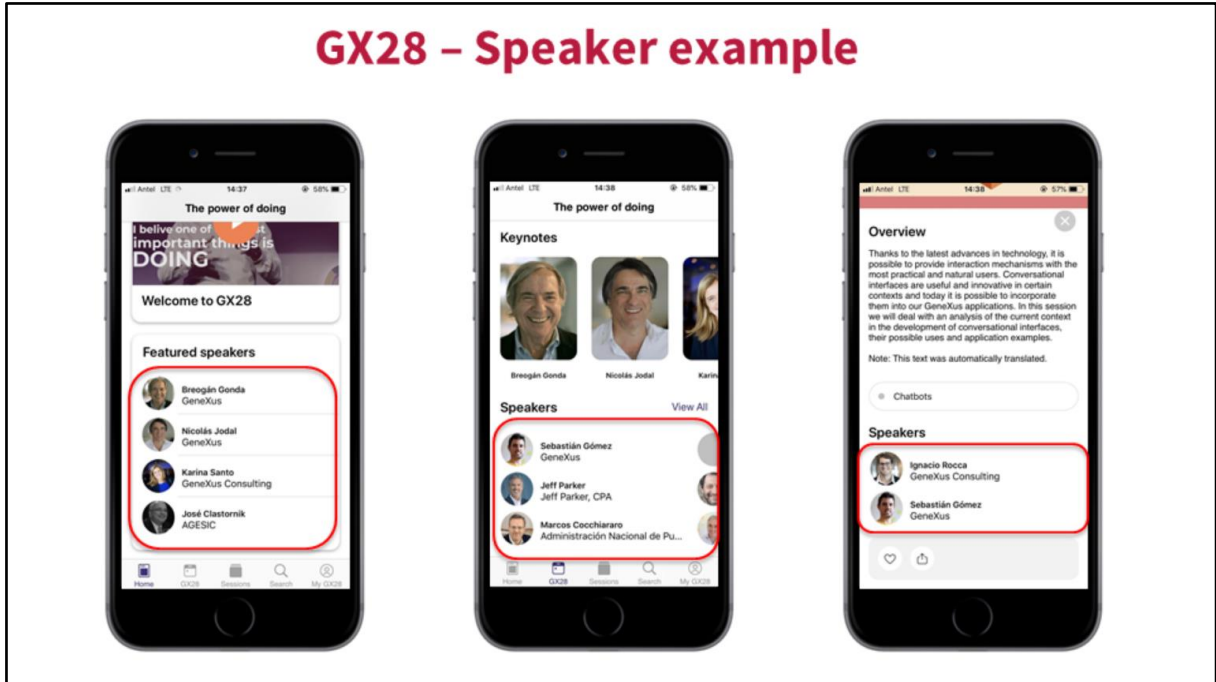 GX28 – Speaker example
Antel LTE 14:37 58%
The power of doing
I belive one of st
important things is
DOING
Welcome to GX28
Featured speakers
Breogán Gonda
GeneXus
Nicolás Jodal
GeneXus
Karina Santo
GeneXus Consulting
José Clastornik
AGESIC
Home GX28 Sessions Search My GX28
Antel LTE 14:38 58%
The power of doing
Keynotes
Breogán Gonda Nicolás Jodal Karin
Speakers View All
Sebastián Gómez
GeneXus
Jeff Parker
Jeff Parker, CPA
Marcos Cocchiararo
Administración Nacional de Pu...
Home GX28 Sessions Search My GX28
Antel LTE 14:38 57%
Overview
Thanks to the latest advances in technology, it is
possible to provide interaction mechanisms with the
most practical and natural users. Conversational
interfaces are useful and innovative in certain
contexts and today it is possible to incorporate
them into our GeneXus applications. In this session
we will deal with an analysis of the current context
in the development of conversational interfaces,
their possible uses and application examples.
Note: This text was automatically translated.
Chatbots
Speakers
Ignacio Rocca
GeneXus Consulting
Sebastián Gómez
GeneXus